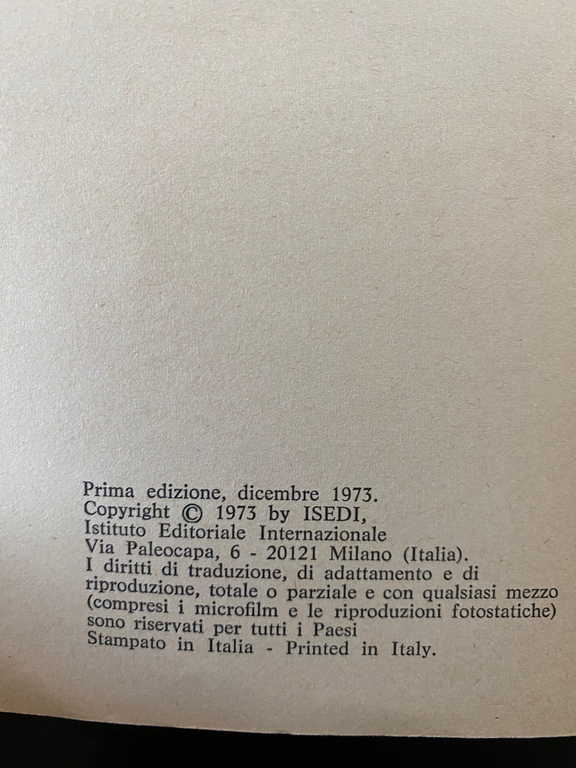 Prima edizione, dicembre 1973.
Copyright © 1973 by ISEDI,
Istituto Editoriale Internazionale
Via Paleocapa, 6 - 20121 Milano (Italia).
I diritti di traduzione, di adattamento e di
riproduzione, totale o parziale e con qualsiasi mezzo
(compresi i microfilm e le riproduzioni fotostatiche)
sono riservati per tutti i Paesi
Stampato in Italia - Printed in Italy.